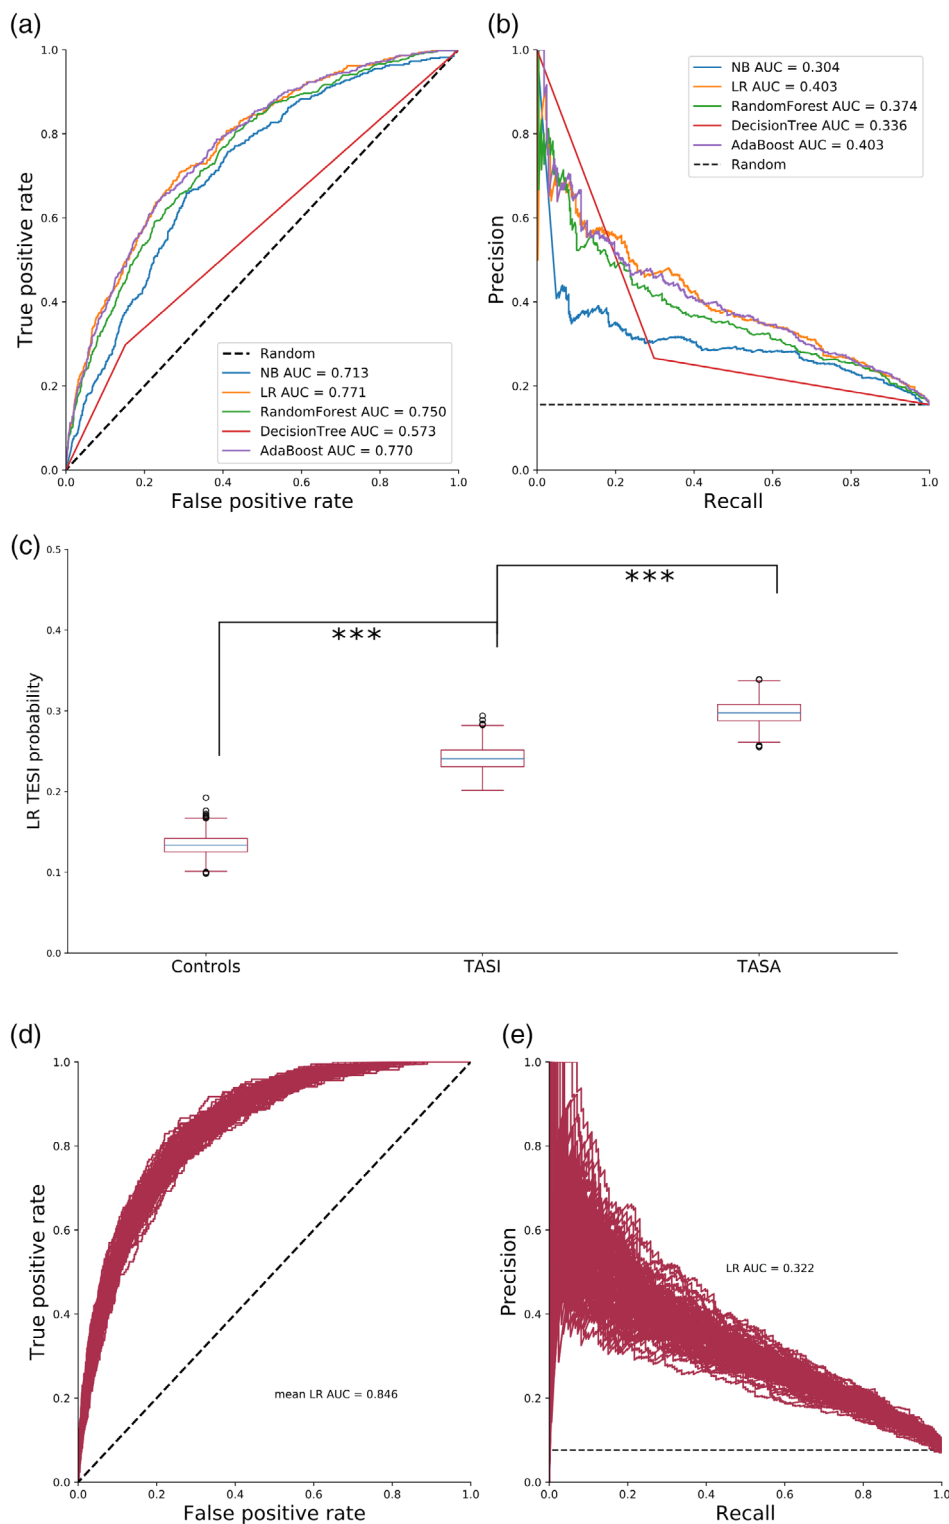 (a)
1.0
0.8
0.6
0.4
0.2
0.0
True positive rate
0.0 0.2 0.4 0.6 0.8 1.0
False positive rate
Random
NB AUC = 0.713
LR AUC = 0.771
RandomForest AUC = 0.750
DecisionTree AUC = 0.573
AdaBoost AUC = 0.770
(b)
1.0
0.8
0.6
0.4
0.2
0.0
Precision
0.0 0.2 0.4 0.6 0.8 1.0
Recall
NB AUC = 0.304
LR AUC = 0.403
RandomForest AUC = 0.374
DecisionTree AUC = 0.336
AdaBoost AUC = 0.403
Random
(c)
0.5
0.4
0.3
0.2
0.1
0.0
LR TESI probability
***
***
Controls TASI TASA
(d)
1.0
0.8
0.6
0.4
0.2
0.0
True positive rate
mean LR AUC = 0.846
0.0 0.2 0.4 0.6 0.8 1.0
False positive rate
(e)
1.0
0.8
0.6
0.4
0.2
0.0
Precision
LR AUC = 0.322
0.0 0.2 0.4 0.6 0.8 1.0
Recall